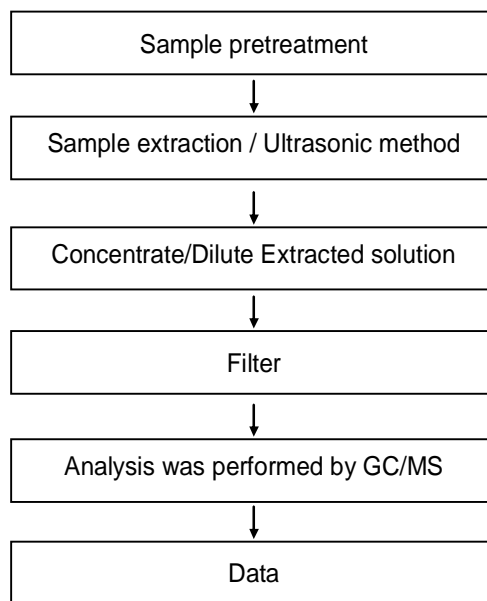 Sample pretreatment
Sample extraction / Ultrasonic method
Concentrate/Dilute Extracted solution
Filter
Analysis was performed by GC/MS
Data